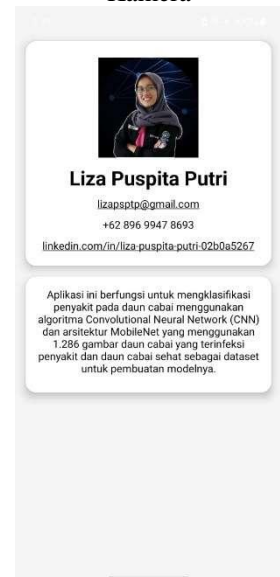 Liza Puspita Putri
lizapsptp@gmail.com
+62 896 9947 8693
linkedin.com/in/liza-puspita-putri-02b0a5267
Aplikasi ini berfungsi untuk mengklasifikasi
penyakit pada daun cabai menggunakan
algoritma Convolutional Neural Network (CNN)
dan arsitektur MobileNet yang menggunakan
1.286 gambar daun cabai yang terinfeksi
penyakit dan daun cabai sehat sebagai dataset
untuk pembuatan modelnya.